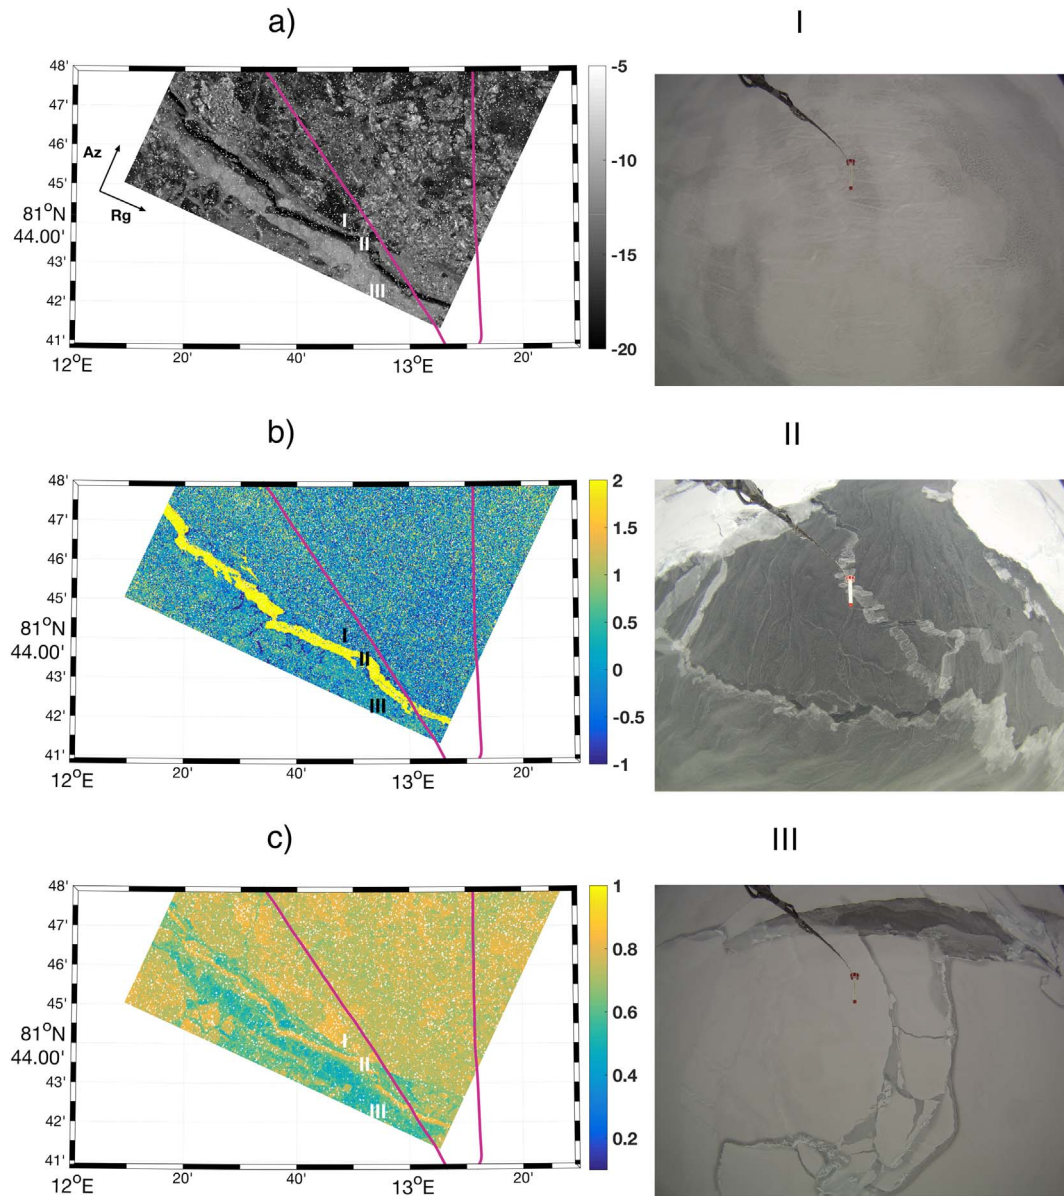 a)
I
48'
47'
46'
45'
81°N
44.00'
43'
42'
41'
12°E
20'
40'
13°E
20'
Az
Rg
I
II
III
-5
-10
-15
-20
b)
II
48'
47'
46'
45'
81°N
44.00'
43'
42'
41'
12°E
20'
40'
13°E
20'
I
II
III
2
1.5
1
0.5
0
-0.5
-1
c)
III
48'
47'
46'
45'
81°N
44.00'
43'
42'
41'
12°E
20'
40'
13°E
20'
I
II
III
1
0.8
0.6
0.4
0.2